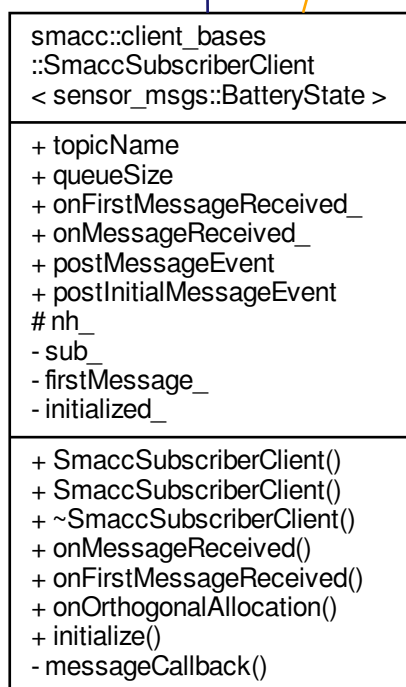 smacc::client_bases
::SmaccSubscriberClient
< sensor_msgs::BatteryState >
+ topicName
+ queueSize
+ onFirstMessageReceived_
+ onMessageReceived_
+ postMessageEvent
+ postInitialMessageEvent
# nh_
- sub_
- firstMessage_
- initialized_
+ SmaccSubscriberClient()
+ SmaccSubscriberClient()
+ ~SmaccSubscriberClient()
+ onMessageReceived()
+ onFirstMessageReceived()
+ onOrthogonalAllocation()
+ initialize()
- messageCallback()